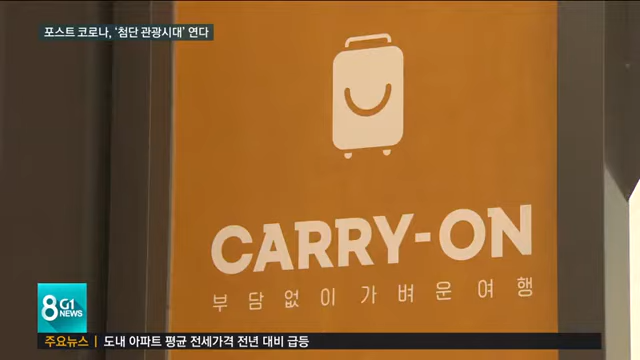 포스트 코로나, ‘첨단 관광시대’ 연다
CARRY-ON
부담없이가벼운여행
8 G1 NEWS
주요뉴스 도내 아파트 평균 전세가격 전년 대비 급등